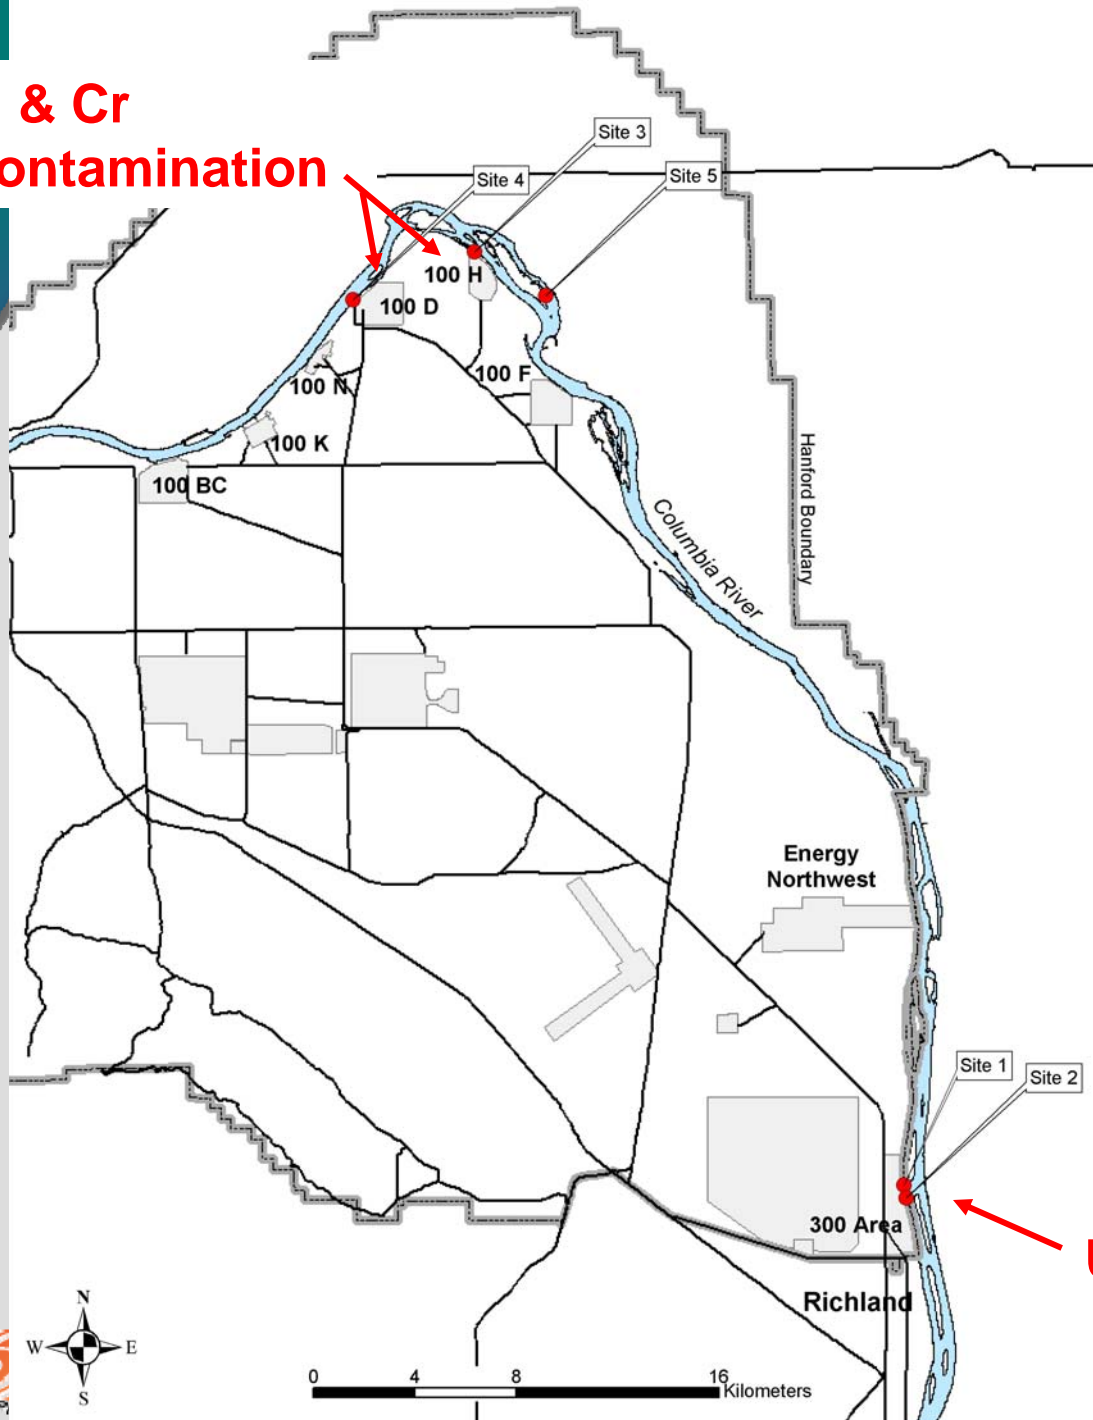 & Cr
ontamination
Site 3
Site 4
Site 5
100 H
100 D
100 N
100 F
100 K
100 BC
Hanford Boundary
Columbia River
Energy
Northwest
Site 1
Site 2
300 Area
Richland
N
W
E
S
0 4 8 16
Kilometers